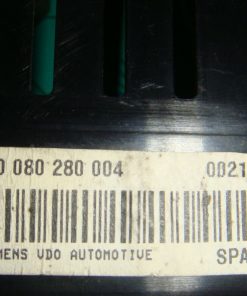 0 080 280 004 0021
MENS VDO AUTOMOTIVE SPA